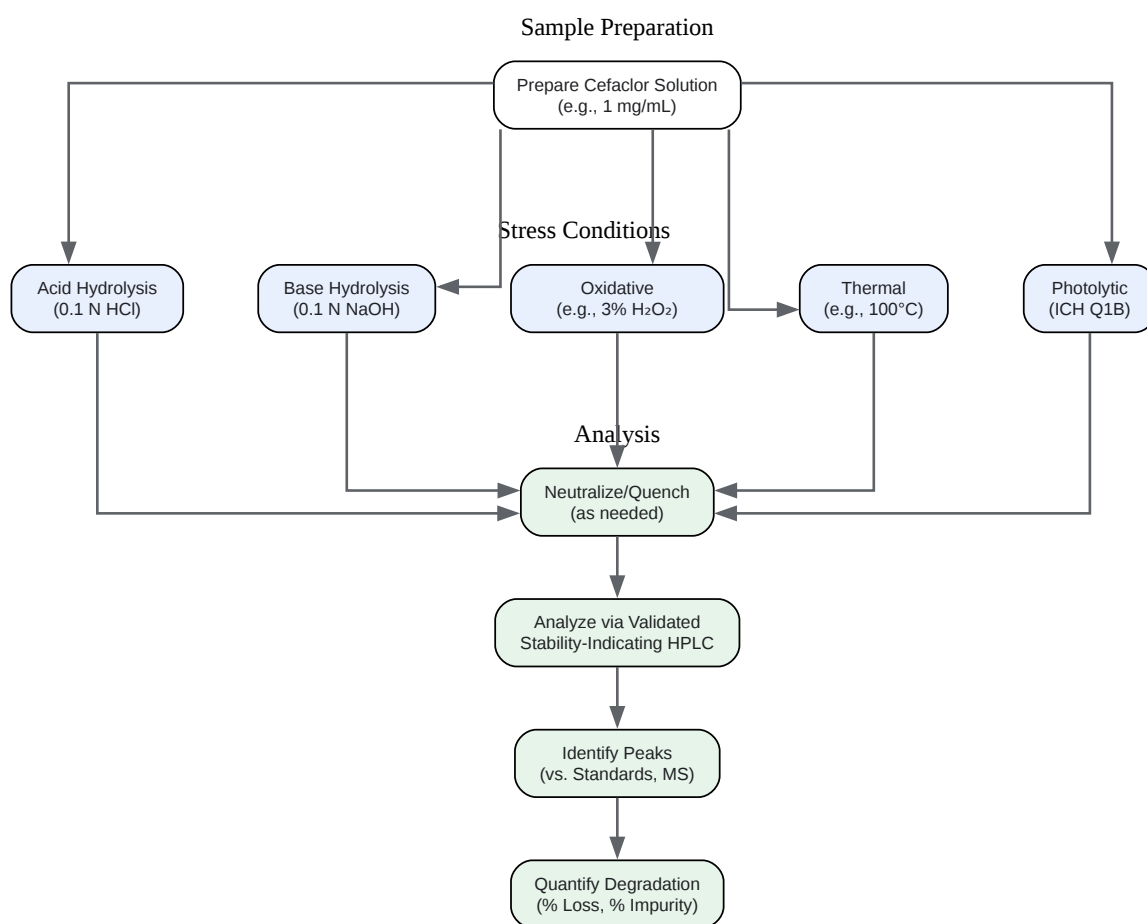 Sample Preparation
Prepare Cefaclor Solution
(e.g., 1 mg/mL)
Stress Conditions
Acid Hydrolysis
(0.1 N HCl)
Base Hydrolysis
(0.1 N NaOH)
Oxidative
(e.g., 3% H₂O₂)
Thermal
(e.g., 100°C)
Photolytic
(ICH Q1B)
Analysis
Neutralize/Quench
(as needed)
Analyze via Validated
Stability-Indicating HPLC
Identify Peaks
(vs. Standards, MS)
Quantify Degradation
(% Loss, % Impurity)